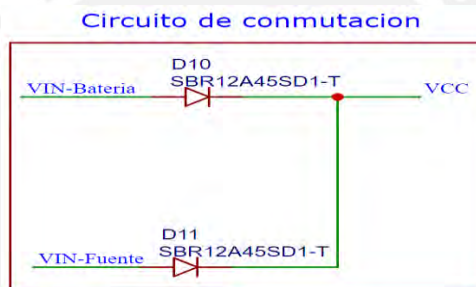 Circuito de conmutacion
D10
SBR12A45SD1-T
VIN-Bateria
VCC
D11
SBR12A45SD1-T
VIN-Fuente